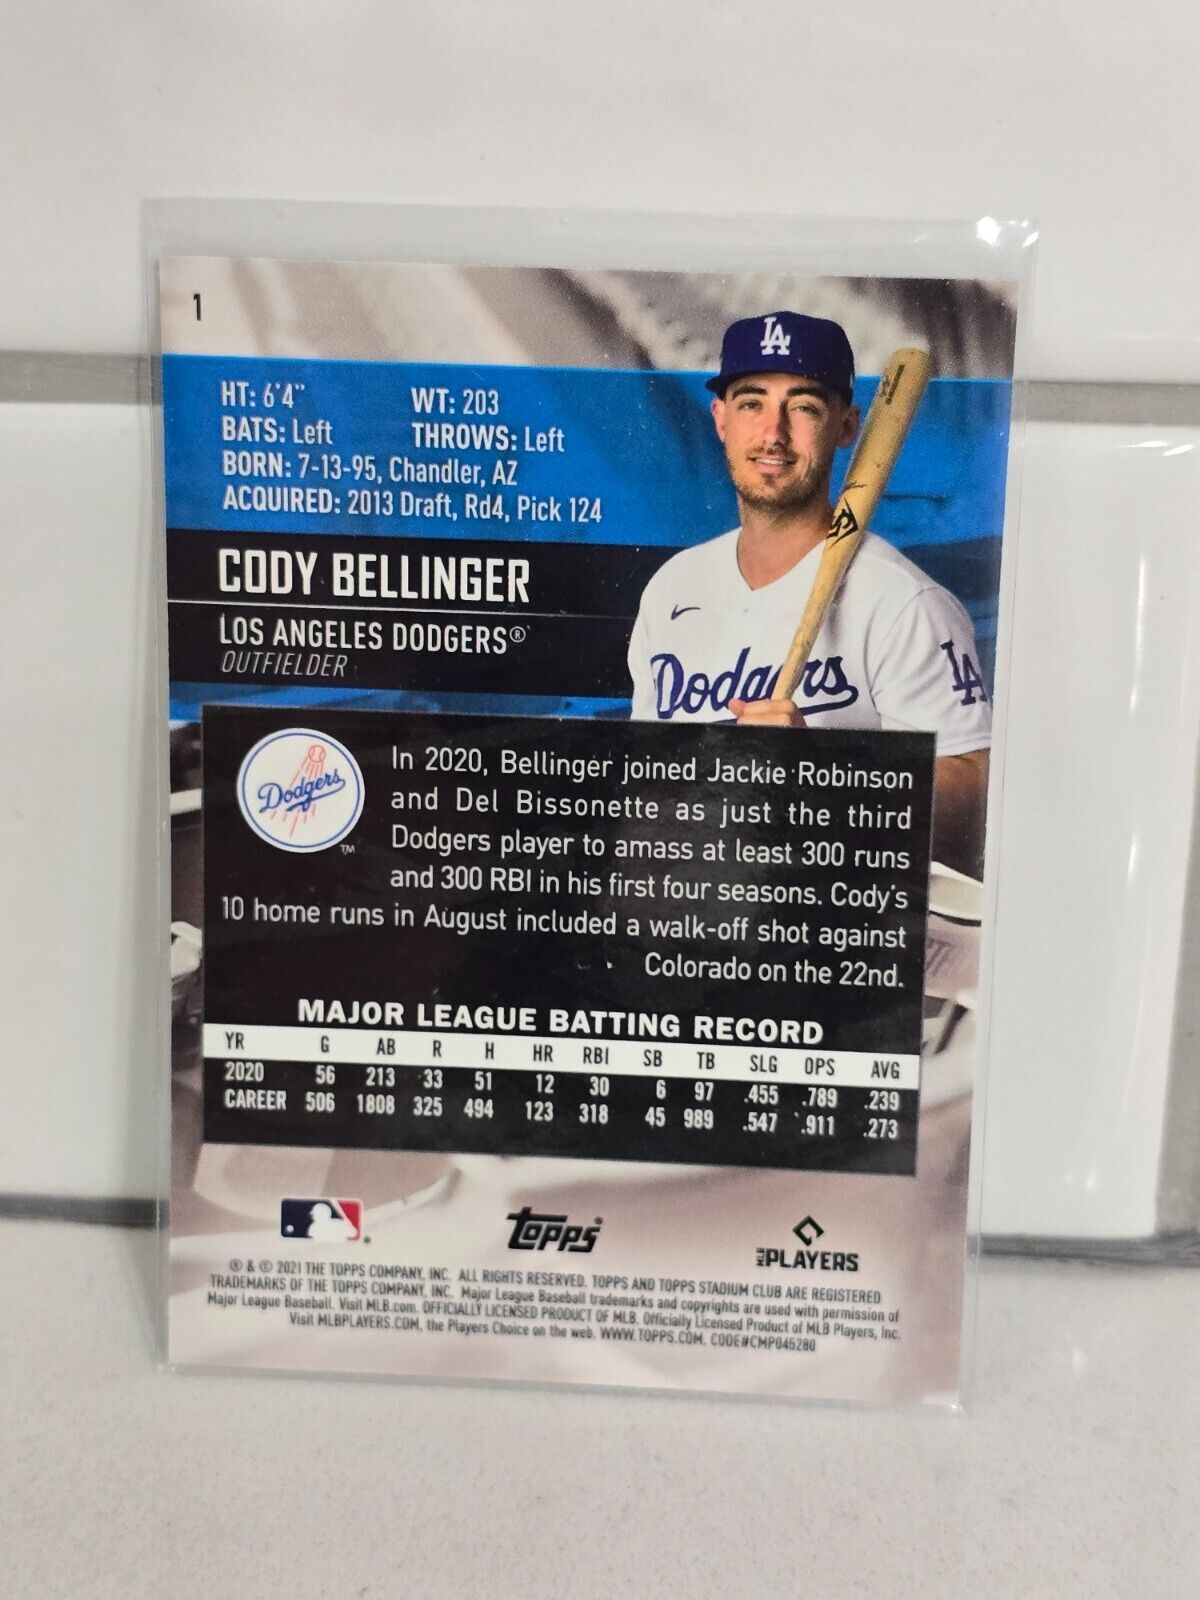 1
HT: 6'4" WT: 203
BATS: Left THROWS: Left
BORN: 7-13-95, Chandler, AZ
ACQUIRED: 2013 Draft, Rd4, Pick 124
CODY BELLINGER
LOS ANGELES DODGERS®
OUTFIELDER
LA
Dodgers
LA
Dodgers
TM
In 2020, Bellinger joined Jackie Robinson
and Del Bissonette as just the third
Dodgers player to amass at least 300 runs
and 300 RBI in his first four seasons. Cody's
10 home runs in August included a walk-off shot against
Colorado on the 22nd.
MAJOR LEAGUE BATTING RECORD
YR G AB R H HR RBI SB TB SLG OPS AVG
2020 56 213 33 51 12 30 6 97 .455 .789 .239
CAREER 506 1808 325 494 123 318 45 989 .547 .911 .273
topps
MLB PLAYERS
® & © 2021 THE TOPPS COMPANY, INC. ALL RIGHTS RESERVED. TOPPS AND TOPPS STADIUM CLUB ARE REGISTERED
TRADEMARKS OF THE TOPPS COMPANY, INC. Major League Baseball trademarks and copyrights are used with permission of
Major League Baseball. Visit MLB.com. OFFICIALLY LICENSED PRODUCT OF MLB. Officially Licensed Product of MLB Players, Inc.
Visit MLBPLAYERS.COM, the Players Choice on the web. WWW.TOPPS.COM. CODE#CMP045280